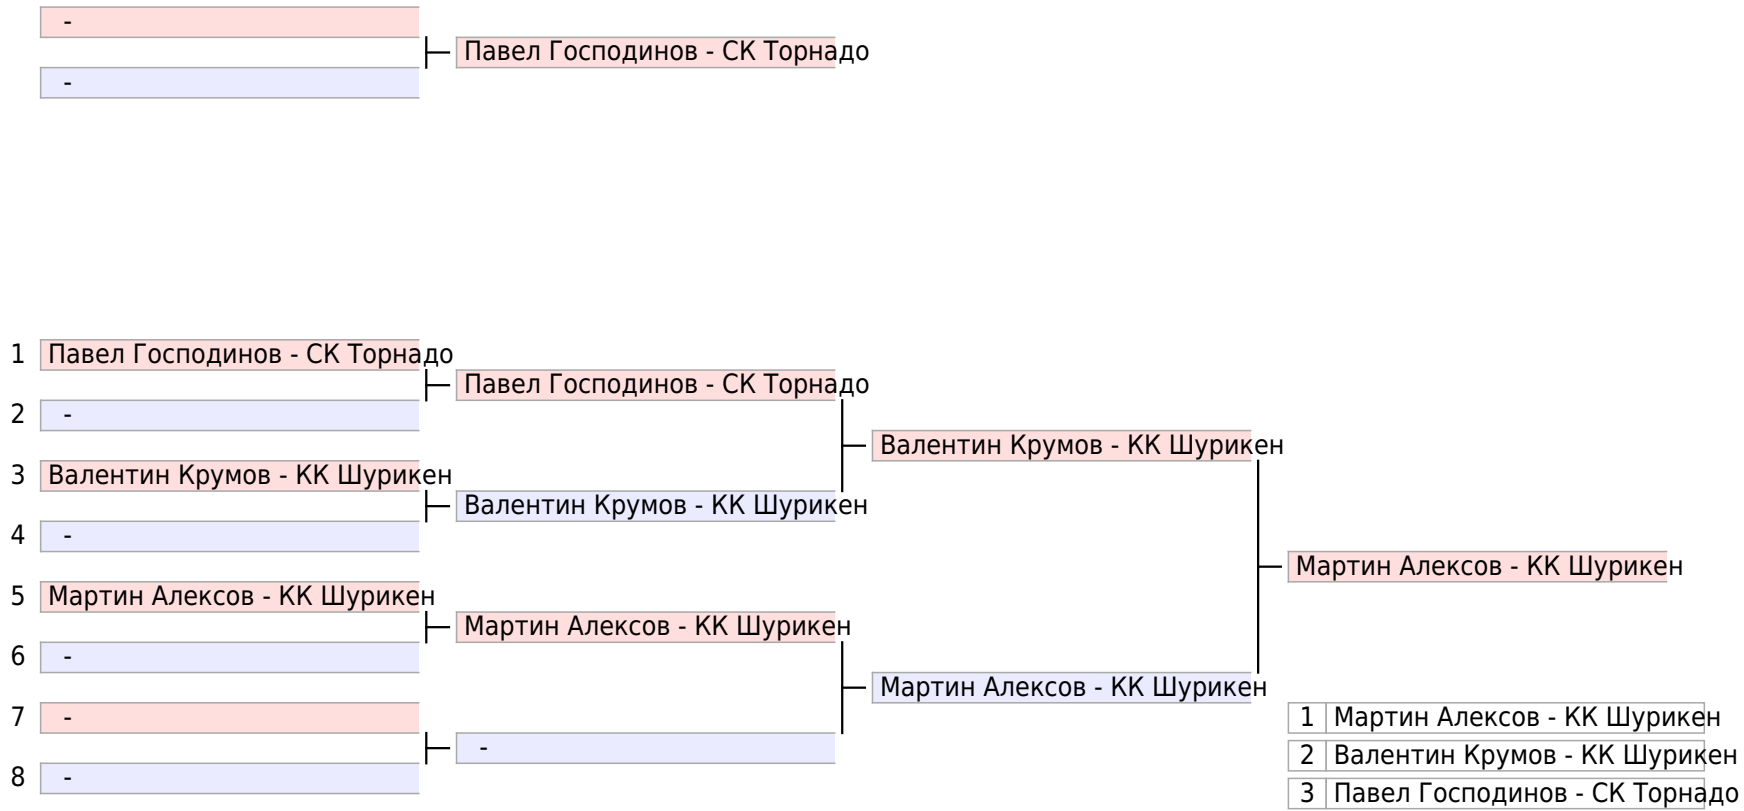 -
Павел Господинов - СК Торнадо
-
1 Павел Господинов - СК Торнадо
Павел Господинов - СК Торнадо
2 -
Валентин Крумов - КК Шурикен
3 Валентин Крумов - КК Шурикен
Валентин Крумов - КК Шурикен
4 -
Мартин Алексов - КК Шурикен
5 Мартин Алексов - КК Шурикен
Мартин Алексов - КК Шурикен
6 -
Мартин Алексов - КК Шурикен
7 -
-
8 -
1 Мартин Алексов - КК Шурикен
2 Валентин Крумов - КК Шурикен
3 Павел Господинов - СК Торнадо